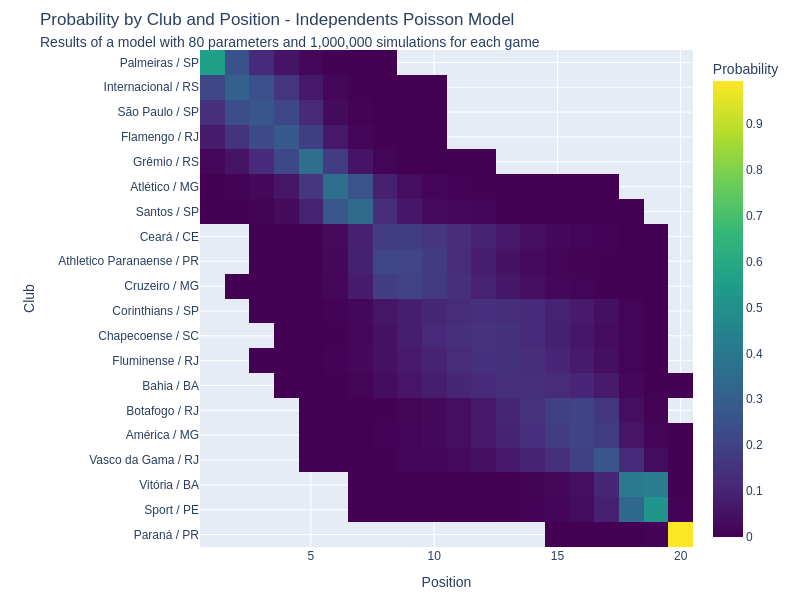 Probability by Club and Position - Independents Poisson Model
Results of a model with 80 parameters and 1,000,000 simulations for each game
Probability
Palmeiras / SP
Internacional / RS
São Paulo / SP
Flamengo / RJ
Grêmio / RS
Atlético / MG
Santos / SP
Ceará / CE
Athletico Paranaense / PR
Cruzeiro / MG
Corinthians / SP
Chapecoense / SC
Fluminense / RJ
Bahia / BA
Botafogo / RJ
América / MG
Vasco da Gama / RJ
Vitória / BA
Sport / PE
Paraná / PR
Club
5
10
15
20
Position
0.9
0.8
0.7
0.6
0.5
0.4
0.3
0.2
0.1
0